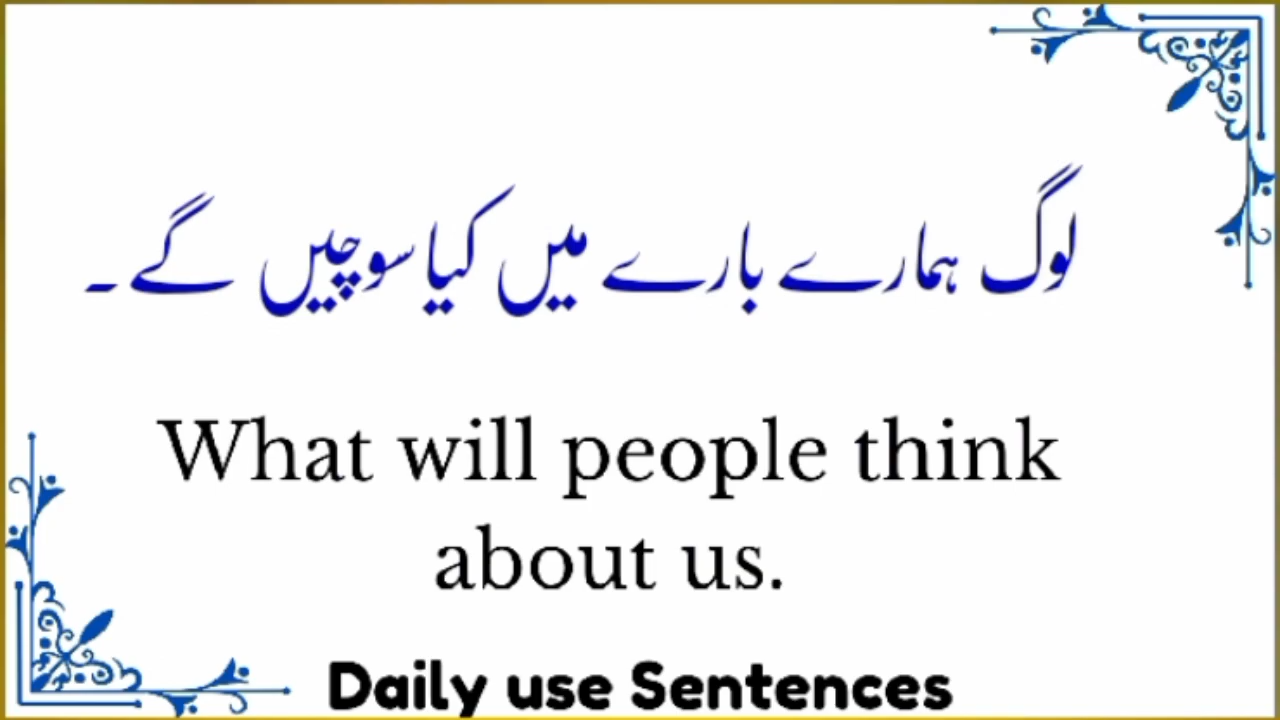 لوگ ہمارے بارے میں کیا سوچیں گے۔
What will people think
about us.
Daily use Sentences